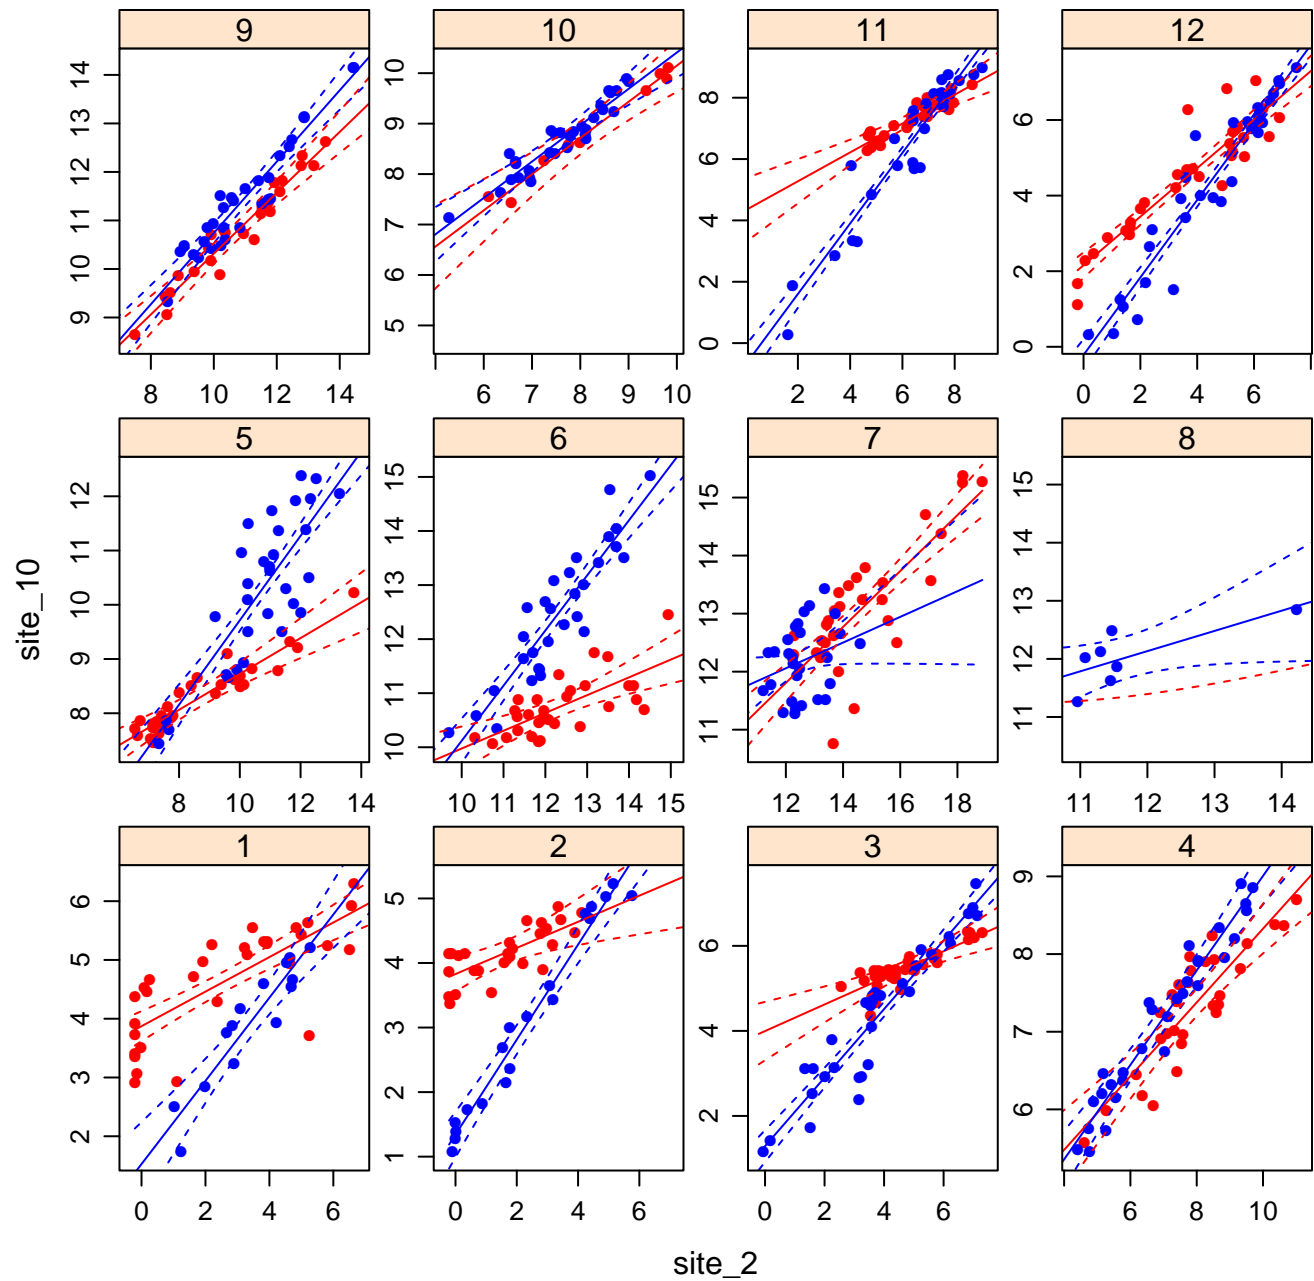 9 10 11 12
14 13 12 11 10 9
10 9 8 7 6 5
8 6 4 2 0
6 4 2 0
8 10 12 14
6 7 8 9 10
2 4 6 8
0 2 4 6
5 6 7 8
12 11 10 9 8
15 14 13 12 11 10
15 14 13 12 11
15 14 13 12 11
8 10 12 14
10 11 12 13 14 15
12 14 16 18
11 12 13 14
site_10
1 2 3 4
6 5 4 3 2
5 4 3 2 1
6 4 2
9 8 7 6
0 2 4 6
0 2 4 6
0 2 4 6
6 8 10
site_2